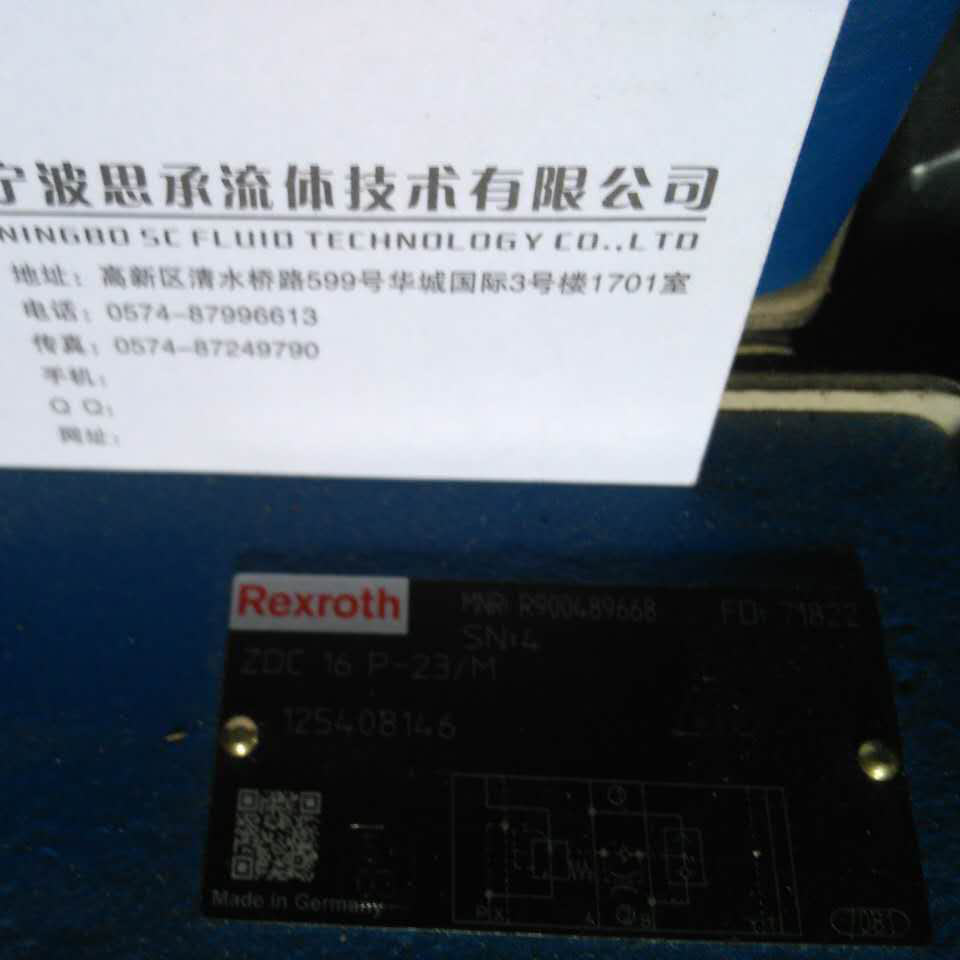 宁波思承流体技术有限公司
NINGBO SC FLUID TECHNOLOGY CO.,LTD
地址：高新区清水桥路599号华城国际3号楼1701室
电话：0574-87996613
传真：0574-87249790
手机：
Q Q：
网址：
Rexroth MNR: R900489668 FD: 71822
SN:4
ZDC 16 P-23/M
125408146
P X A B Y T
Made in Germany
7081